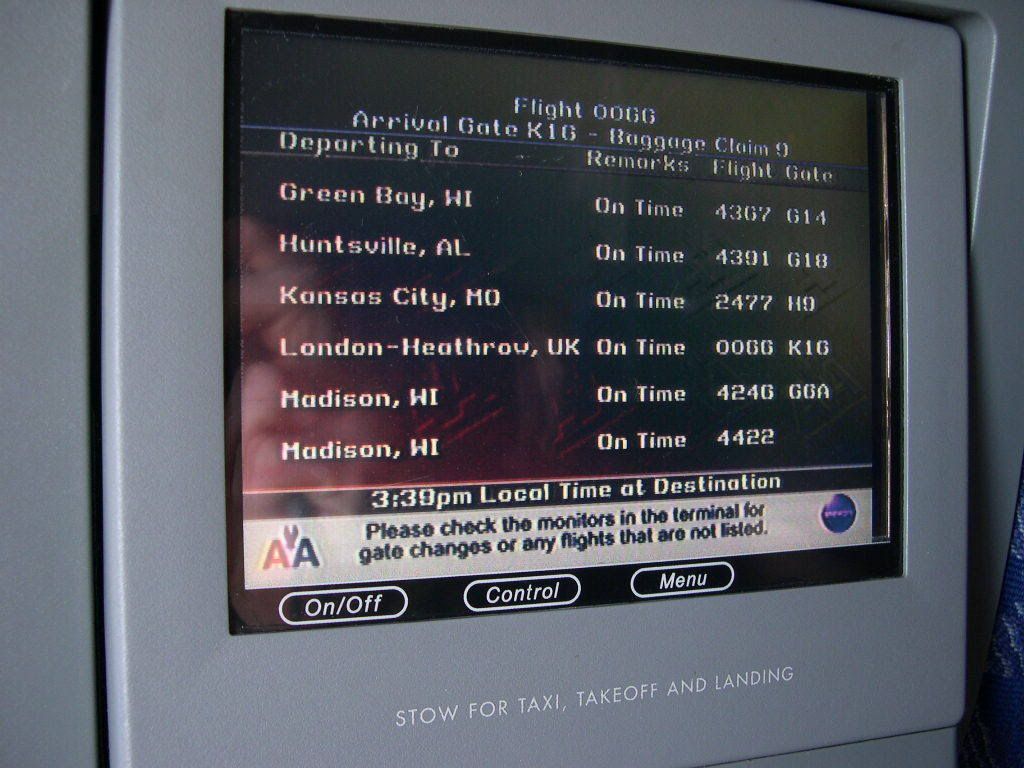 Flight 0066
Arrival Gate K16 - Baggage Claim 9
Departing To Remarks Flight Gate
Green Bay, WI On Time 4367 G14
Huntsville, AL On Time 4391 G18
Kansas City, MO On Time 2477 H9
London-Heathrow, UK On Time 0066 K16
Madison, WI On Time 4246 G6A
Madison, WI On Time 4422
3:39pm Local Time at Destination
AA
Please check the monitors in the terminal for
gate changes or any flights that are not listed.
On/Off Control Menu
STOW FOR TAXI, TAKEOFF AND LANDING